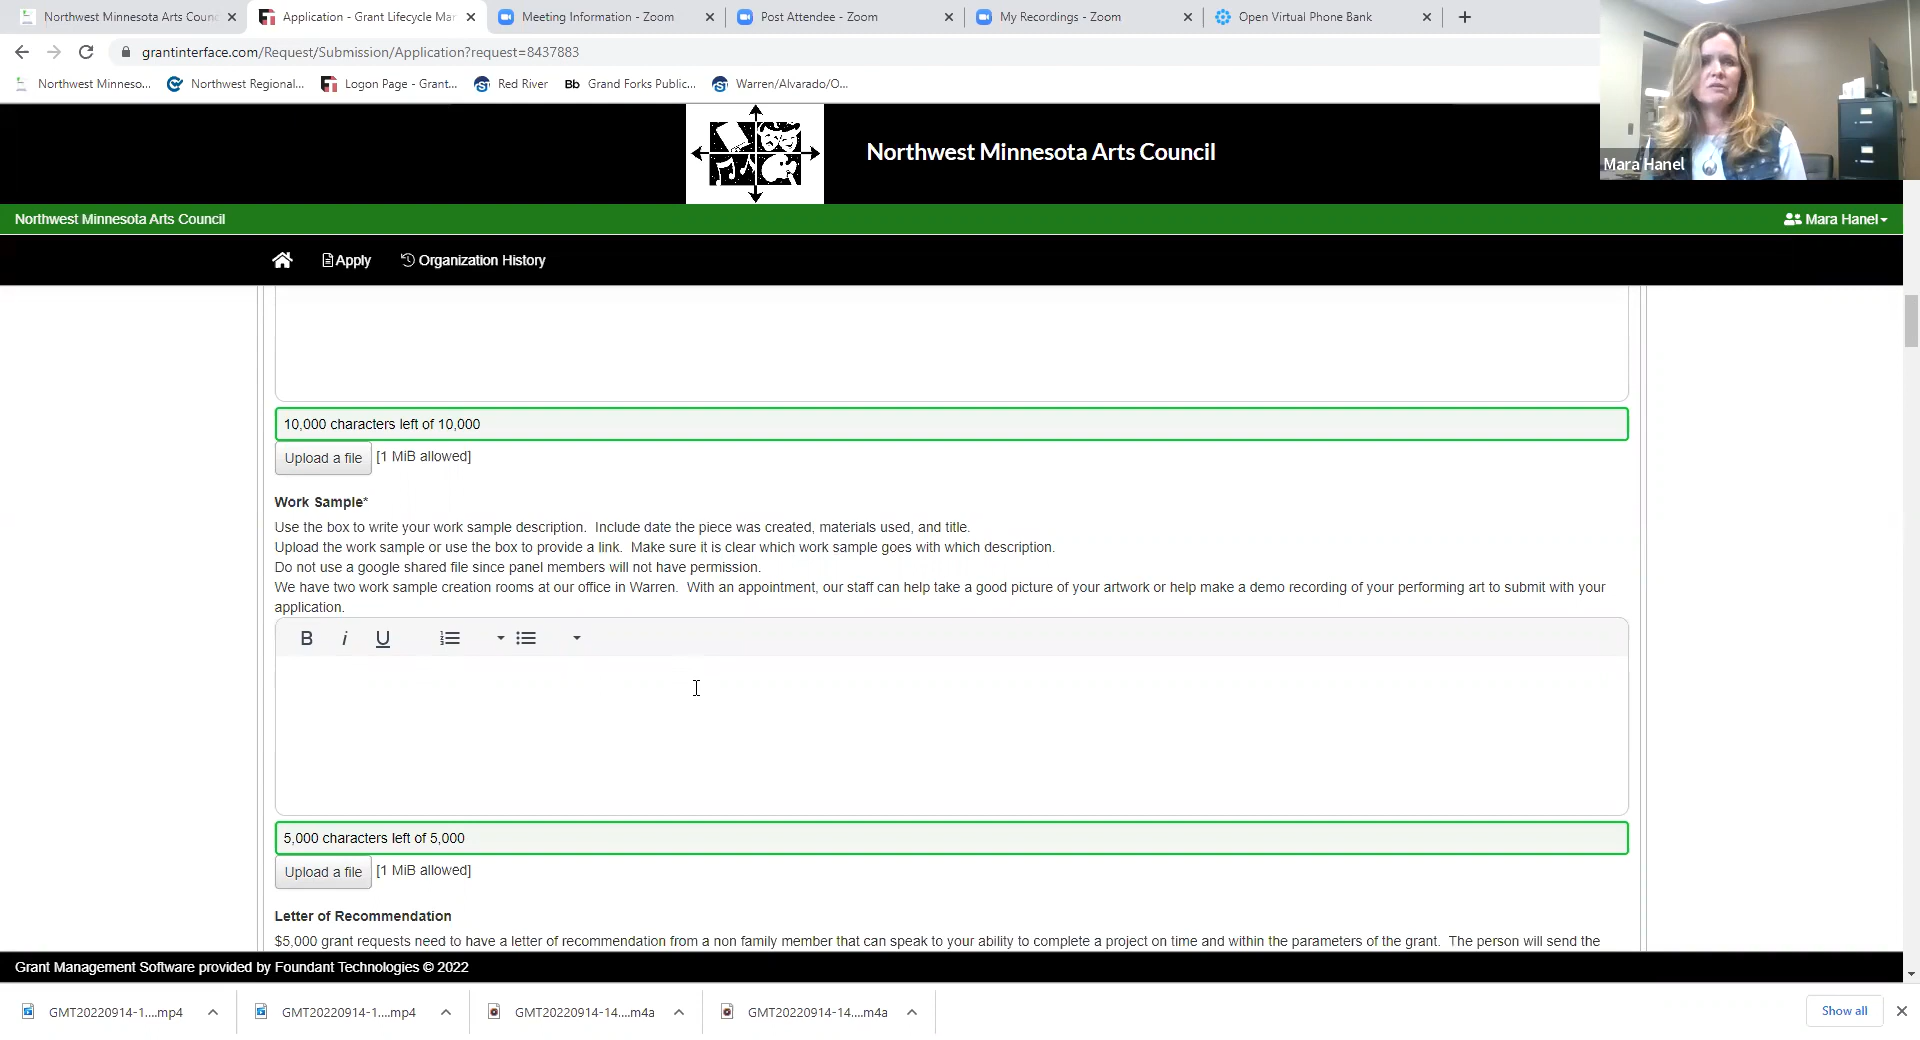 Northwest Minnesota Arts Counc
Application - Grant Lifecycle Mar
Meeting Information - Zoom
Post Attendee - Zoom
My Recordings - Zoom
Open Virtual Phone Bank
grantinterface.com/Request/Submission/Application?request=8437883
Northwest Minneso...
Northwest Regional...
Logon Page - Grant...
Red River
Bb Grand Forks Public...
Warren/Alvarado/O...
Northwest Minnesota Arts Council
Mara Hanel
Northwest Minnesota Arts Council
Mara Hanel
Apply
Organization History
10,000 characters left of 10,000
Upload a file [1 MiB allowed]
Work Sample*
Use the box to write your work sample description. Include date the piece was created, materials used, and title.
Upload the work sample or use the box to provide a link. Make sure it is clear which work sample goes with which description.
Do not use a google shared file since panel members will not have permission.
We have two work sample creation rooms at our office in Warren. With an appointment, our staff can help take a good picture of your artwork or help make a demo recording of your performing art to submit with your
application.
B i U
5,000 characters left of 5,000
Upload a file [1 MiB allowed]
Letter of Recommendation
$5,000 grant requests need to have a letter of recommendation from a non family member that can speak to your ability to complete a project on time and within the parameters of the grant. The person will send the
Grant Management Software provided by Foundant Technologies © 2022
GMT20220914-1....mp4
GMT20220914-1....mp4
GMT20220914-14....m4a
GMT20220914-14....m4a
Show all